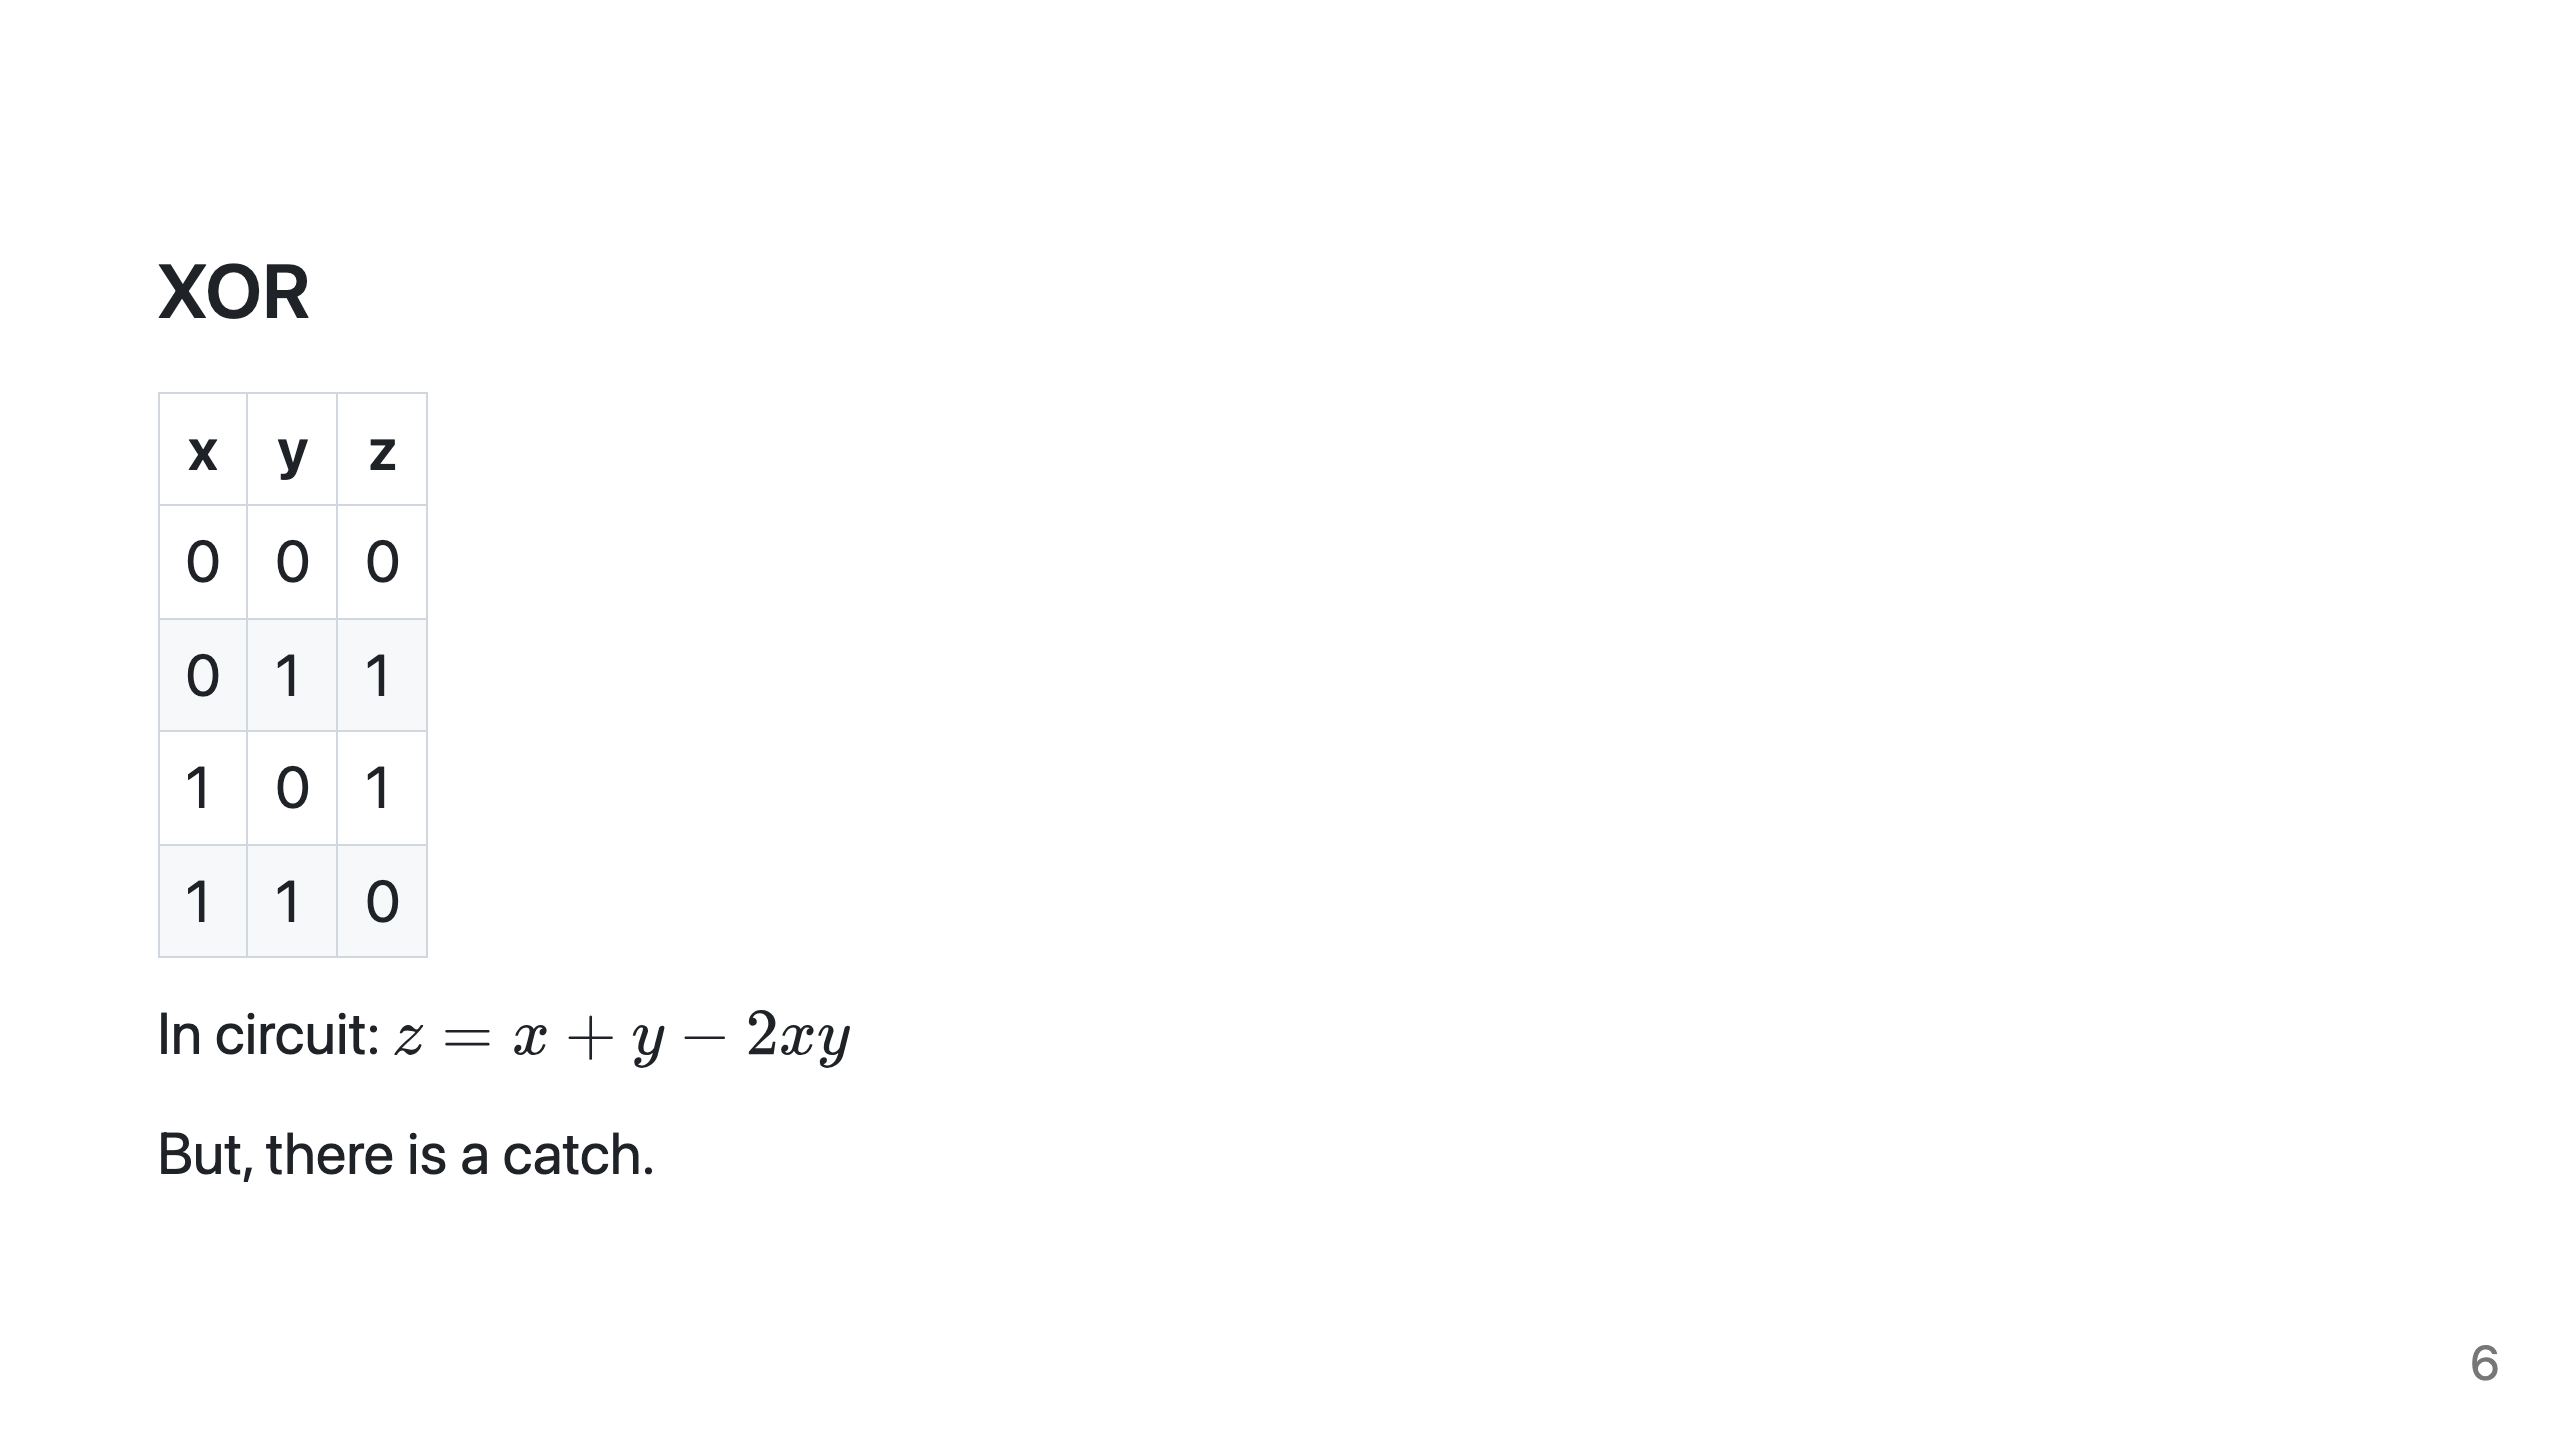 XOR
x y z
0 0 0
0 1 1
1 0 1
1 1 0
In circuit: z = x + y − 2xy
But, there is a catch.
6